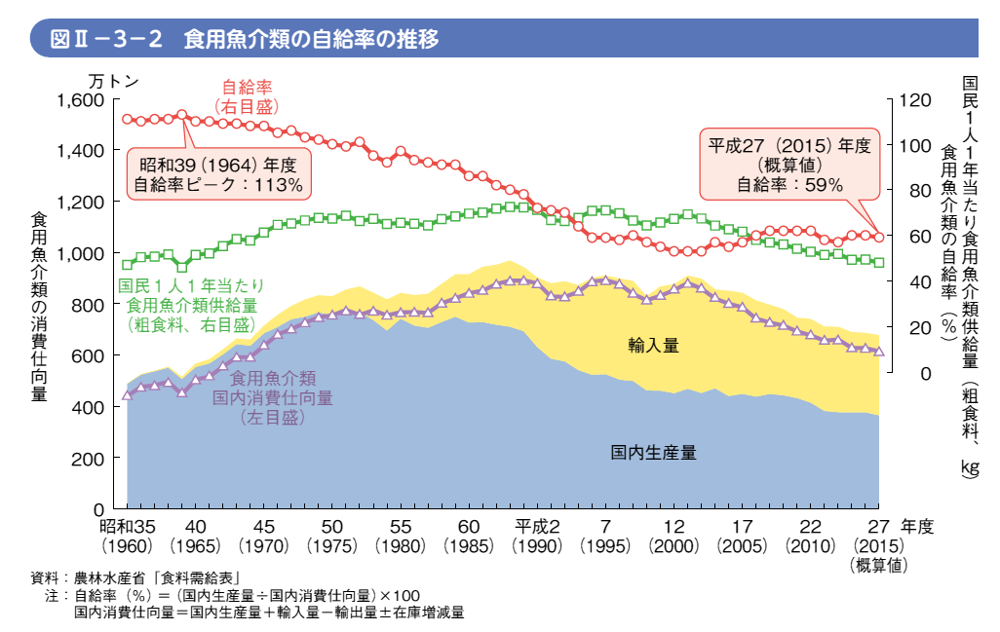 図Ⅱ－3－2　食用魚介類の自給率の推移
万トン
1,600
1,400
1,200
1,000
800
600
400
200
0
食用魚介類の消費仕向量
自給率
（右目盛）
昭和39（1964）年度
自給率ピーク：113%
平成27（2015）年度
（概算値）
自給率：59%
国民１人１年当たり
食用魚介類供給量
（粗食料、右目盛）
食用魚介類
国内消費仕向量
（左目盛）
輸入量
国内生産量
120
100
80
60
40
20
0
国民１人１年当たり食用魚介類供給量（粗食料、kg）
食用魚介類の自給率（%）
昭和35 40 45 50 55 60 平成2 7 12 17 22 27 年度
（1960）（1965）（1970）（1975）（1980）（1985）（1990）（1995）（2000）（2005）（2010）（2015）
（概算値）
資料：農林水産省「食料需給表」
注：自給率（%）＝（国内生産量÷国内消費仕向量）×100
国内消費仕向量＝国内生産量＋輸入量－輸出量±在庫増減量